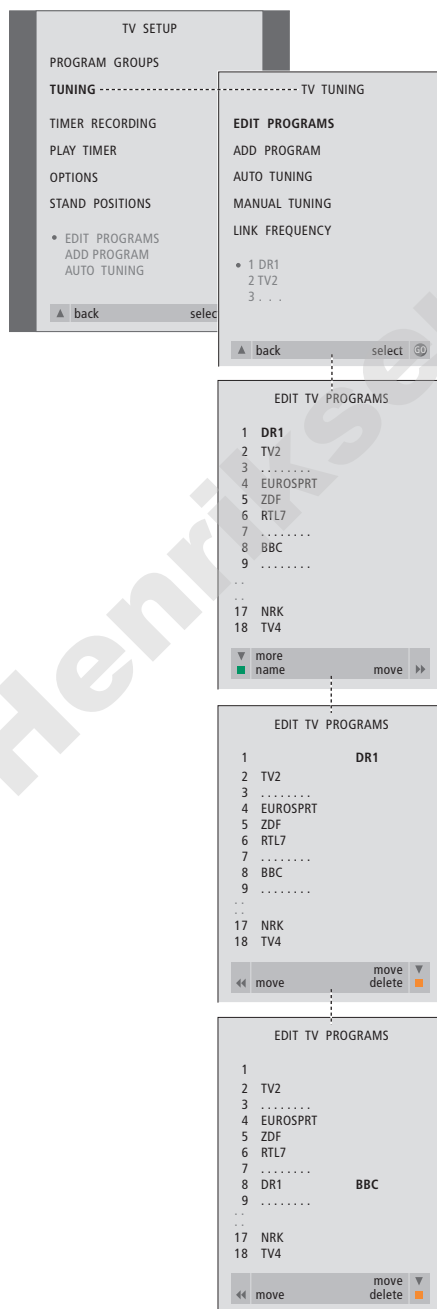 TV SETUP
PROGRAM GROUPS
TUNING
TIMER RECORDING
PLAY TIMER
OPTIONS
STAND POSITIONS
• EDIT PROGRAMS
ADD PROGRAM
AUTO TUNING
▲ back selec
TV TUNING
EDIT PROGRAMS
ADD PROGRAM
AUTO TUNING
MANUAL TUNING
LINK FREQUENCY
• 1 DR1
2 TV2
3 . . .
▲ back select GO
EDIT TV PROGRAMS
1 DR1
2 TV2
3 ........
4 EUROSPRT
5 ZDF
6 RTL7
7 ........
8 BBC
9 ........
..
..
17 NRK
18 TV4
▼ more
name move ▶▶
EDIT TV PROGRAMS
1 DR1
2 TV2
3 ........
4 EUROSPRT
5 ZDF
6 RTL7
7 ........
8 BBC
9 ........
..
..
17 NRK
18 TV4
move ▼
◀◀ move delete
EDIT TV PROGRAMS
1
2 TV2
3 ........
4 EUROSPRT
5 ZDF
6 RTL7
7 ........
8 DR1 BBC
9 ........
..
..
17 NRK
18 TV4
move ▼
◀◀ move delete
Henrikse